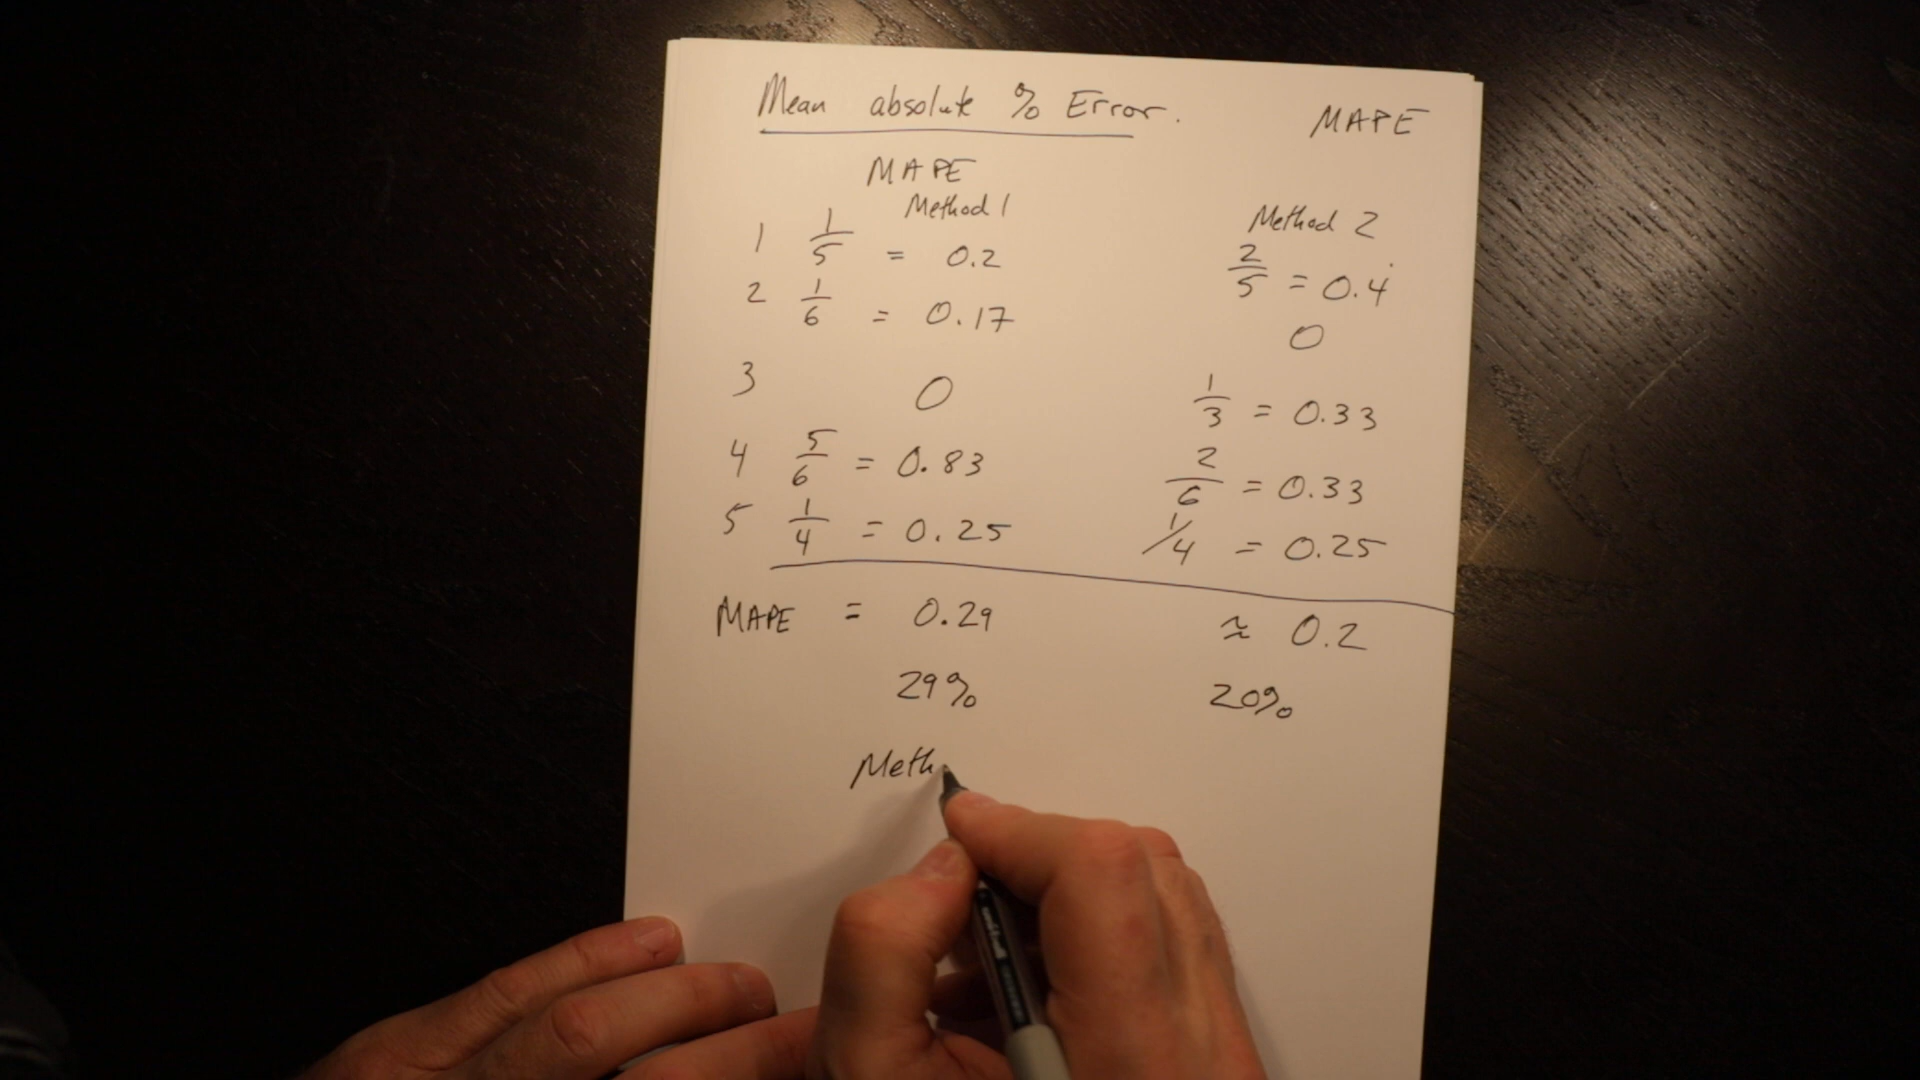 Mean absolute % Error. MAPE
MAPE
Method 1 Method 2
1 1/5 = 0.2 2/5 = 0.4
2 1/6 = 0.17 0
3 0 1/3 = 0.33
4 5/6 = 0.83 2/6 = 0.33
5 1/4 = 0.25 1/4 = 0.25
MAPE = 0.29 ≈ 0.2
29% 20%
Meth